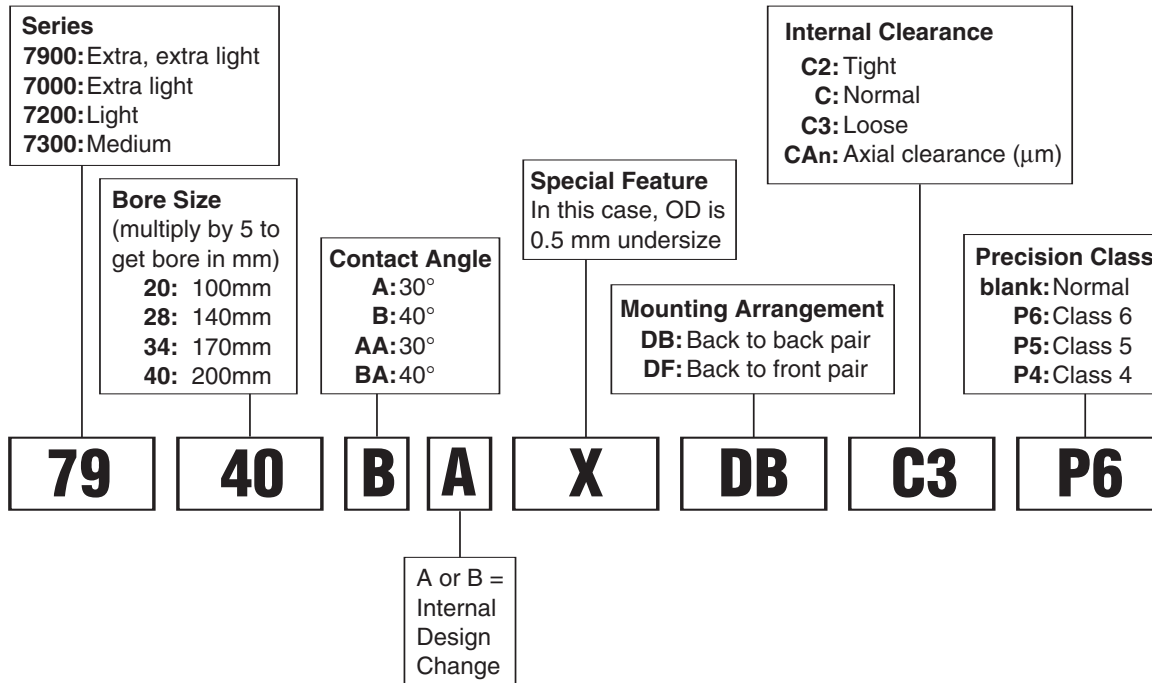 Series
7900: Extra, extra light
7000: Extra light
7200: Light
7300: Medium
Bore Size
(multiply by 5 to
get bore in mm)
20: 100mm
28: 140mm
34: 170mm
40: 200mm
Contact Angle
A: 30°
B: 40°
AA: 30°
BA: 40°
Special Feature
In this case, OD is
0.5 mm undersize
Mounting Arrangement
DB: Back to back pair
DF: Back to front pair
Internal Clearance
C2: Tight
C: Normal
C3: Loose
CAn: Axial clearance (μm)
Precision Class
blank: Normal
P6: Class 6
P5: Class 5
P4: Class 4
79 40 B A X DB C3 P6
A or B =
Internal
Design
Change